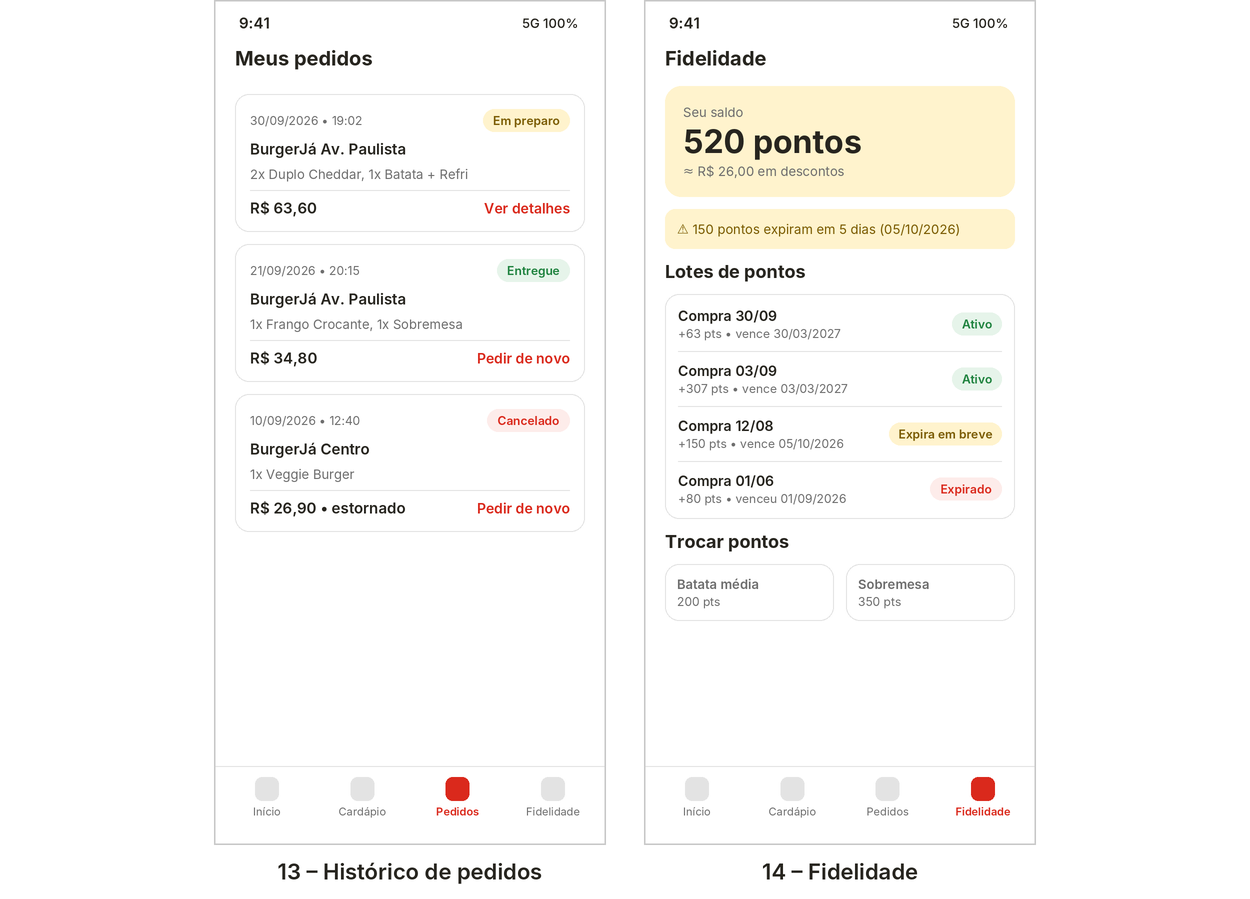 9:41
5G 100%
Meus pedidos
30/09/2026 • 19:02
Em preparo
BurgerJá Av. Paulista
2x Duplo Cheddar, 1x Batata + Refri
R$ 63,60
Ver detalhes
21/09/2026 • 20:15
Entregue
BurgerJá Av. Paulista
1x Frango Crocante, 1x Sobremesa
R$ 34,80
Pedir de novo
10/09/2026 • 12:40
Cancelado
BurgerJá Centro
1x Veggie Burger
R$ 26,90 • estornado
Pedir de novo
Início
Cardápio
Pedidos
Fidelidade
13 – Histórico de pedidos
9:41
5G 100%
Fidelidade
Seu saldo
520 pontos
≈ R$ 26,00 em descontos
⚠ 150 pontos expiram em 5 dias (05/10/2026)
Lotes de pontos
Compra 30/09
+63 pts • vence 30/03/2027
Ativo
Compra 03/09
+307 pts • vence 03/03/2027
Ativo
Compra 12/08
+150 pts • vence 05/10/2026
Expira em breve
Compra 01/06
+80 pts • venceu 01/09/2026
Expirado
Trocar pontos
Batata média
200 pts
Sobremesa
350 pts
Início
Cardápio
Pedidos
Fidelidade
14 – Fidelidade